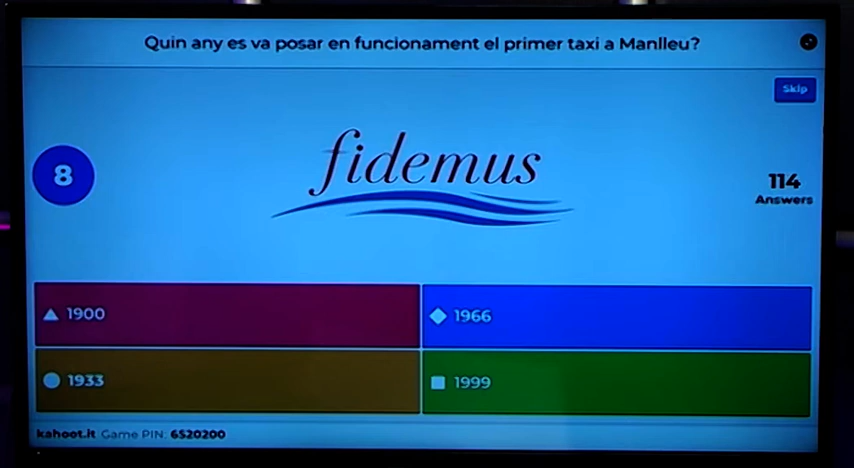 Quin any es va posar en funcionament el primer taxi a Manlleu?
Skip
8
fidemus
114
Answers
1900
1966
1933
1999
kahoot.it Game PIN: 6520200